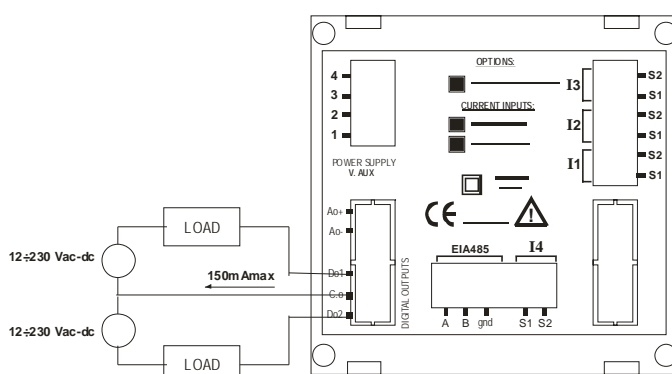 OPTIONS:
4
3
2
1
I3
S2
S1
CURRENT INPUTS:
I2
S2
S1
I1
S2
S1
POWER SUPPLY
V. AUX
Ao+
Ao-
LOAD
12÷230 Vac-dc
150mAmax
Do1
C.o
Do2
DIGITAL OUTPUTS
CE
!
EIA485
I4
A B gnd S1 S2
12÷230 Vac-dc
LOAD